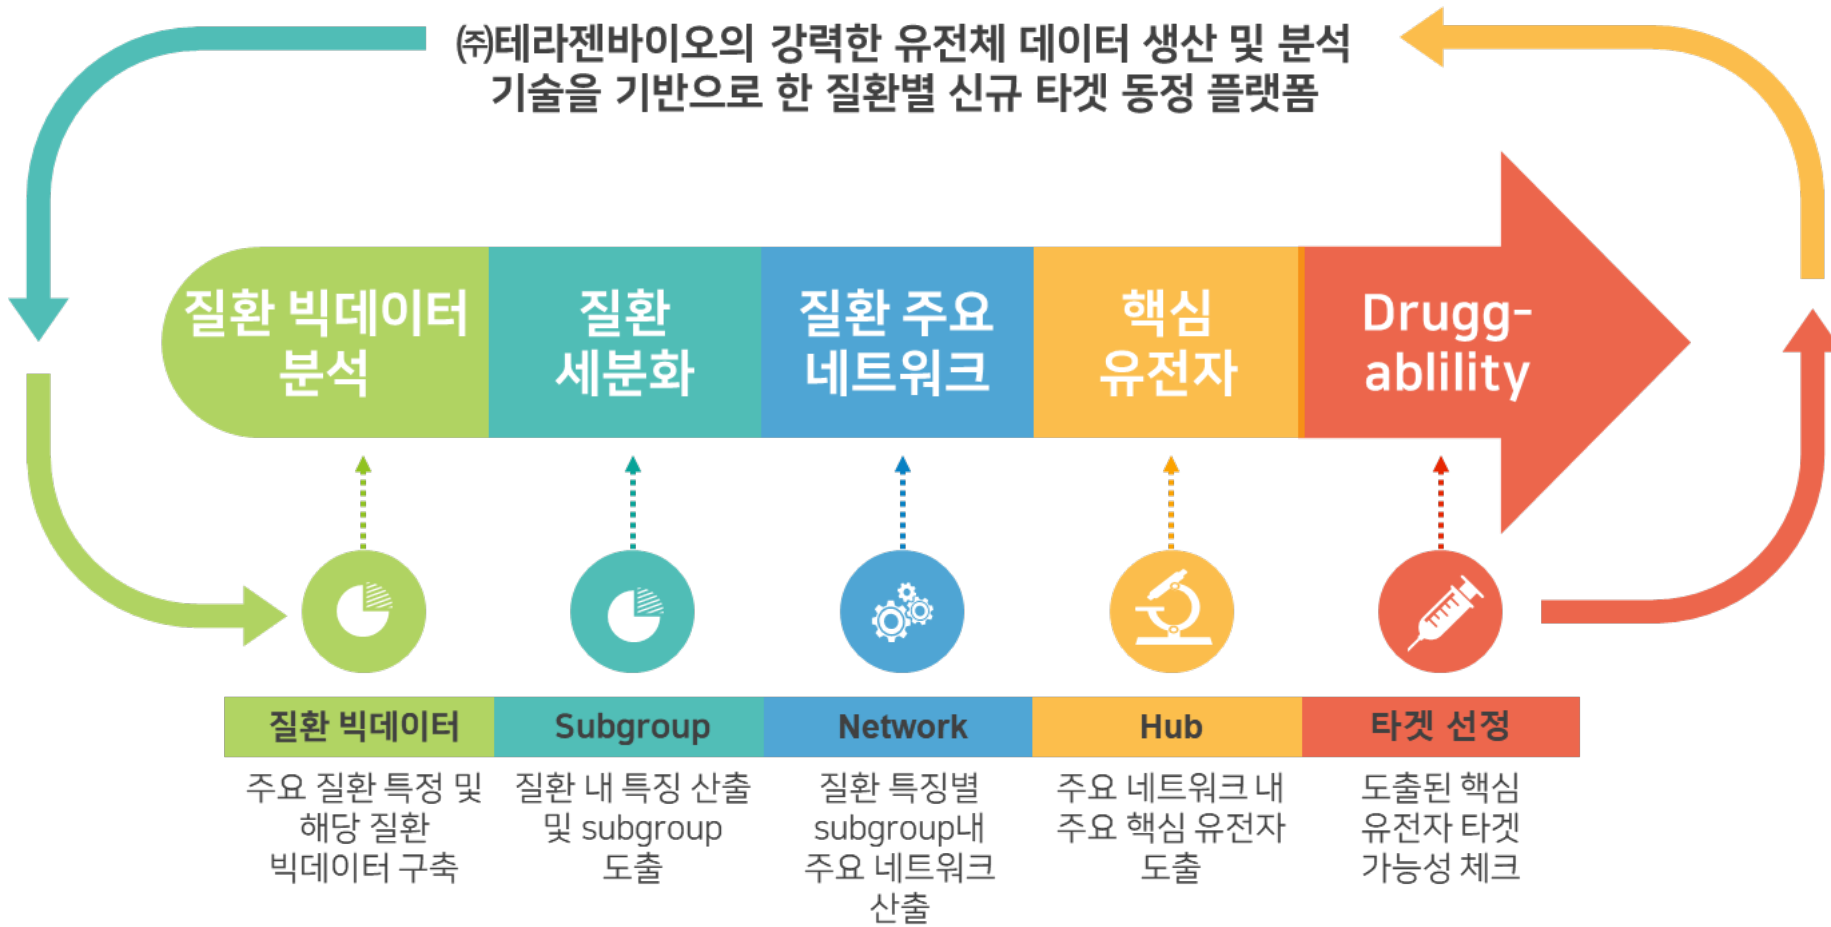 ㈜테라젠바이오의 강력한 유전체 데이터 생산 및 분석
기술을 기반으로 한 질환별 신규 타겟 동정 플랫폼
질환 빅데이터
분석
질환
세분화
질환 주요
네트워크
핵심
유전자
Drugg-
ablility
질환 빅데이터
주요 질환 특정 및
해당 질환
빅데이터 구축
Subgroup
질환 내 특징 산출
및 subgroup
도출
Network
질환 특징별
subgroup내
주요 네트워크
산출
Hub
주요 네트워크 내
주요 핵심 유전자
도출
타겟 선정
도출된 핵심
유전자 타겟
가능성 체크